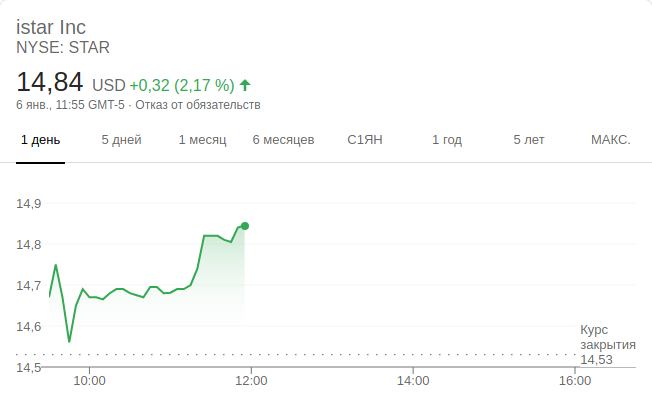 istar Inc
NYSE: STAR
14,84 USD +0,32 (2,17 %)
6 янв., 11:55 GMT-5 · Отказ от обязательств
1 день 5 дней 1 месяц 6 месяцев С1ЯН 1 год 5 лет МАКС.
14,9
14,8
14,7
14,6
14,5
Курс
закрытия
14,53
10:00 12:00 14:00 16:00